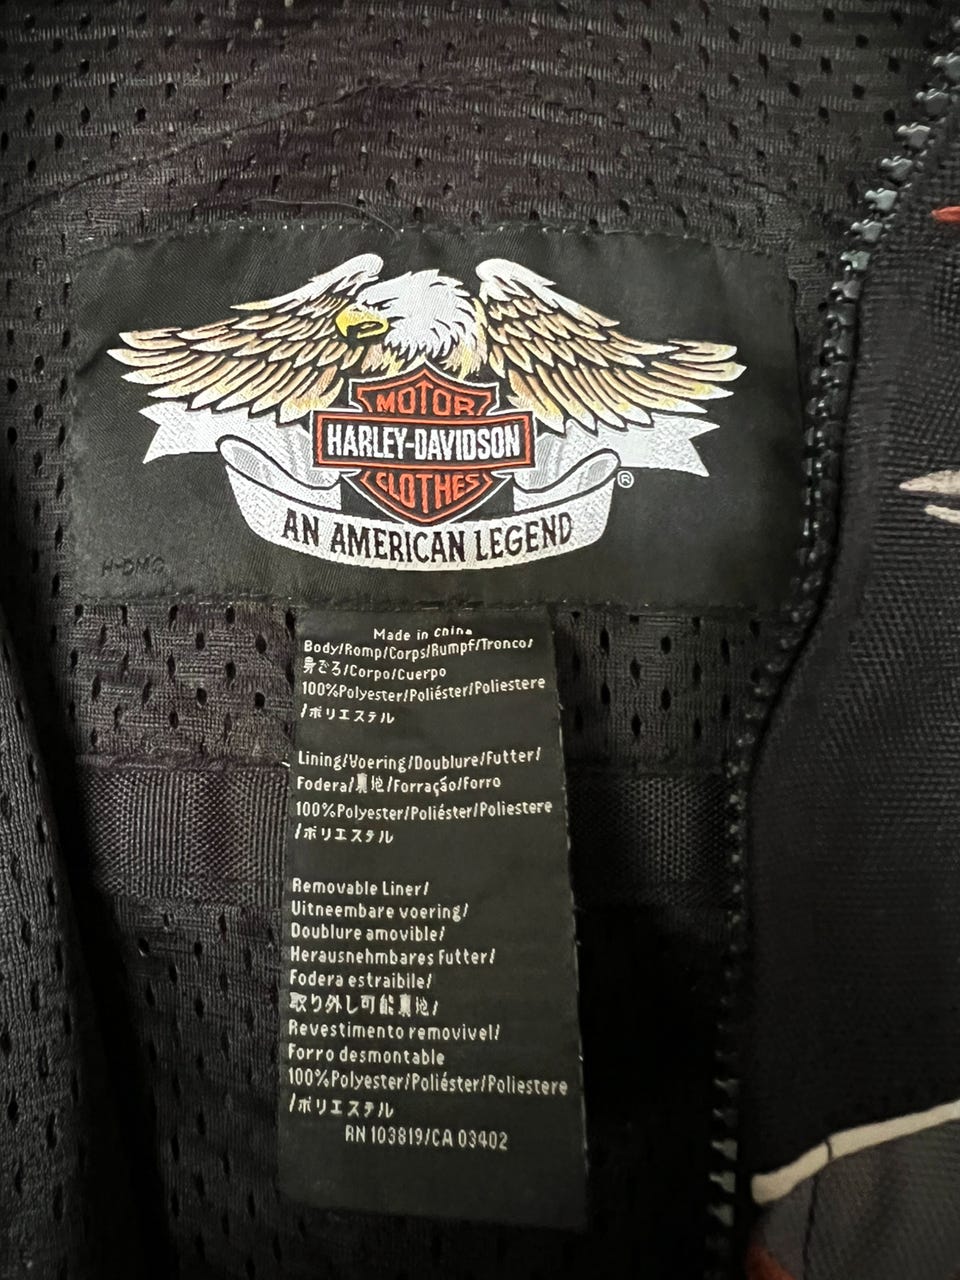 MOTOR
HARLEY-DAVIDSON
CLOTHES
®
AN AMERICAN LEGEND
H-DMC
Made in China
Body/Romp/Corps/Rumpf/Tronco/
身ごろ/Corpo/Cuerpo
100%Polyester/Poliéster/Poliestere
/ポリエステル
Lining/Voering/Doublure/Futter/
Fodera/裏地/Forração/Forro
100%Polyester/Poliéster/Poliestere
/ポリエステル
Removable Liner/
Uitneembare voering/
Doublure amovible/
Herausnehmbares Futter/
Fodera estraibile/
取り外し可能裏地/
Revestimento removivel/
Forro desmontable
100%Polyester/Poliéster/Poliestere
/ポリエステル
RN 103819/CA 03402